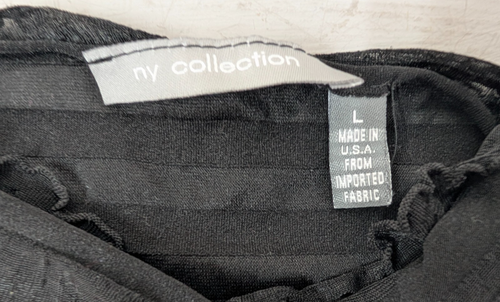 ny collection
L
MADE IN
U.S.A.
FROM
IMPORTED
FABRIC